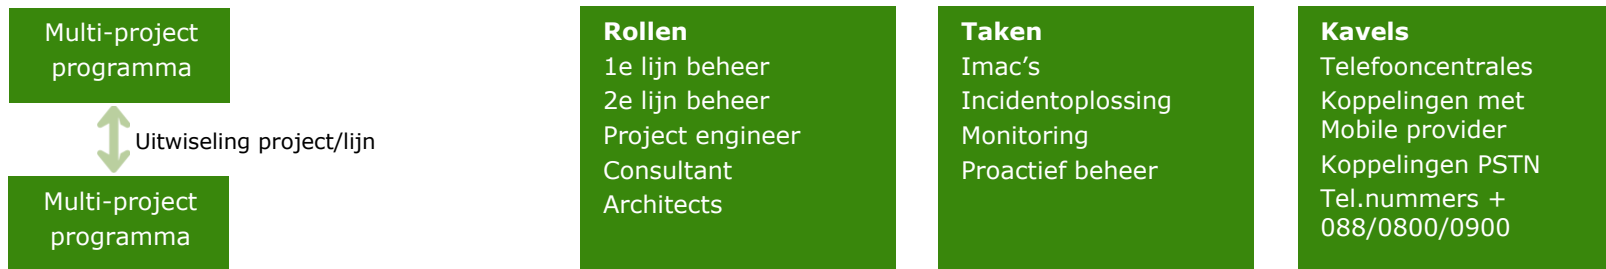 Multi-project
programma
Uitwiseling project/lijn
Multi-project
programma
Rollen
1e lijn beheer
2e lijn beheer
Project engineer
Consultant
Architects
Taken
Imac’s
Incidentoplossing
Monitoring
Proactief beheer
Kavels
Telefooncentrales
Koppelingen met
Mobile provider
Koppelingen PSTN
Tel.nummers +
088/0800/0900